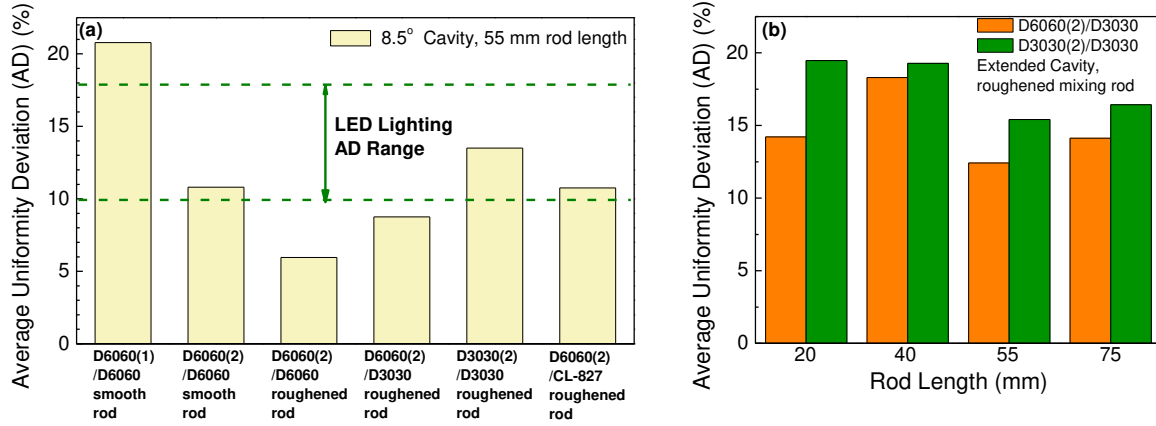 (a)
8.5° Cavity, 55 mm rod length
LED Lighting
AD Range
Average Uniformity Deviation (AD) (%)
20
15
10
5
0
D6060(1)
/D6060
smooth
rod
D6060(2)
/D6060
smooth
rod
D6060(2)
/D6060
roughened
rod
D6060(2)
/D3030
roughened
rod
D3030(2)
/D3030
roughened
rod
D6060(2)
/CL-827
roughened
rod
(b)
D6060(2)/D3030
D3030(2)/D3030
Extended Cavity,
roughened mixing rod
Average Uniformity Deviation (AD) (%)
20
15
10
5
0
20 40 55 75
Rod Length (mm)